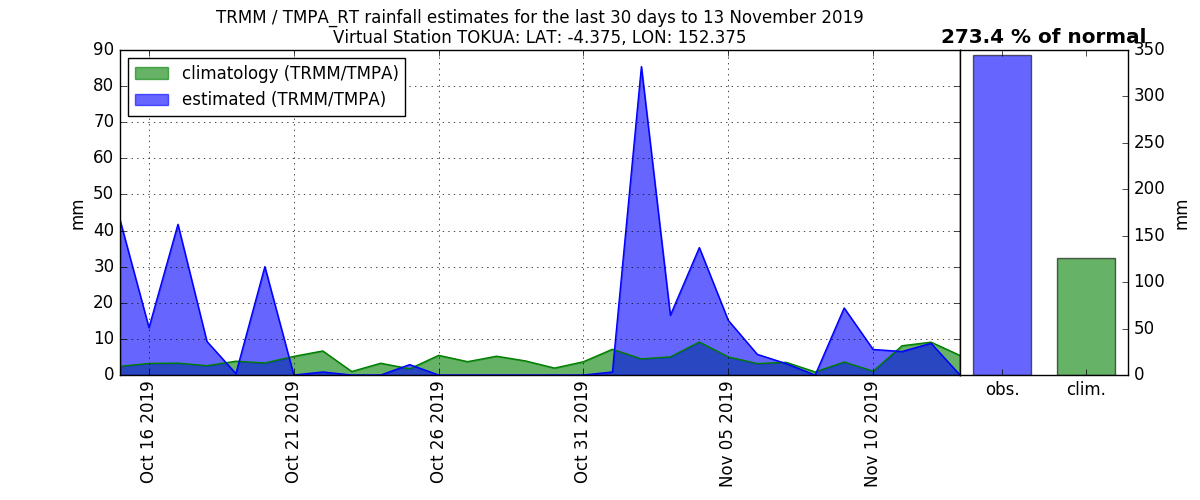 TRMM / TMPA_RT rainfall estimates for the last 30 days to 13 November 2019
Virtual Station TOKUA: LAT: -4.375, LON: 152.375
273.4 % of normal
climatology (TRMM/TMPA)
estimated (TRMM/TMPA)
90
80
70
60
50
40
30
20
10
0
mm
Oct 16 2019
Oct 21 2019
Oct 26 2019
Oct 31 2019
Nov 05 2019
Nov 10 2019
350
300
250
200
150
100
50
0
mm
obs.
clim.